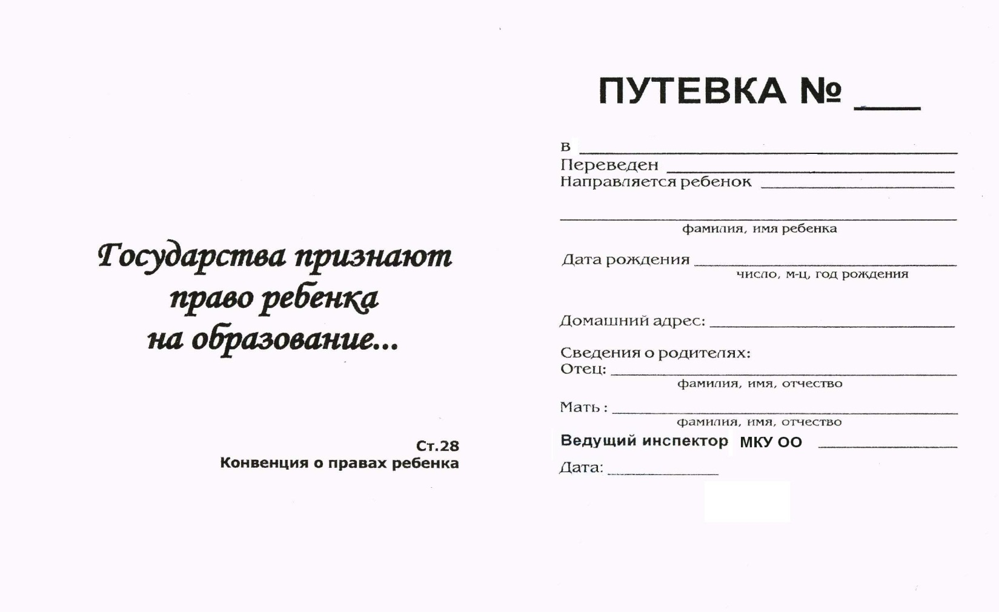 Государства признают
право ребенка
на образование...
Ст.28
Конвенция о правах ребенка
ПУТЕВКА № ___
В
Переведен
Направляется ребенок
фамилия, имя ребенка
Дата рождения
число, м-ц, год рождения
Домашний адрес:
Сведения о родителях:
Отец:
фамилия, имя, отчество
Мать :
фамилия, имя, отчество
Ведущий инспектор МКУ ОО
Дата: